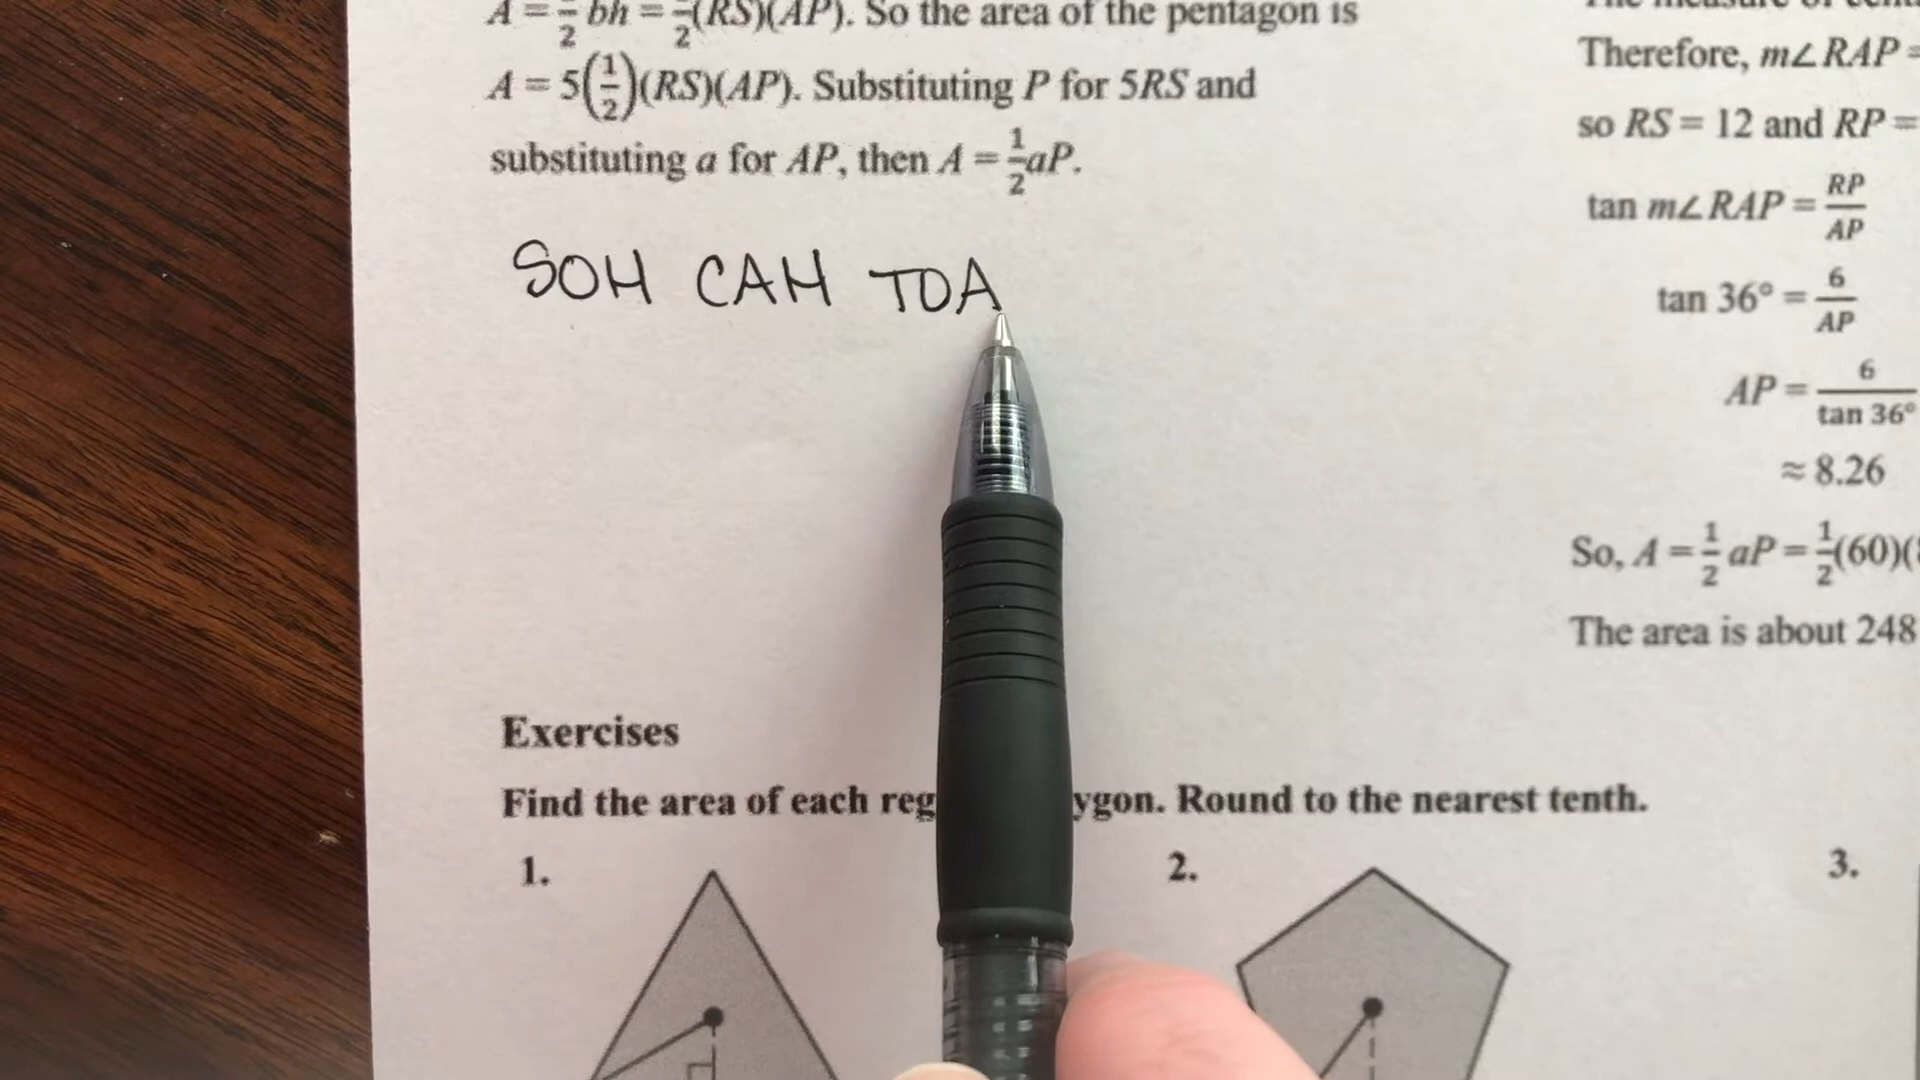 A = 1/2 bh = 1/2(RS)(AP). So the area of the pentagon is
A = 5(1/2)(RS)(AP). Substituting P for 5RS and
substituting a for AP, then A = 1/2 aP.
SOH CAH TOA
Therefore, m∠RAP =
so RS = 12 and RP =
tan m∠RAP = RP/AP
tan 36° = 6/AP
AP = 6/tan 36°
≈ 8.26
So, A = 1/2 aP = 1/2(60)(
The area is about 248
Exercises
Find the area of each reg ygon. Round to the nearest tenth.
1. 2. 3.